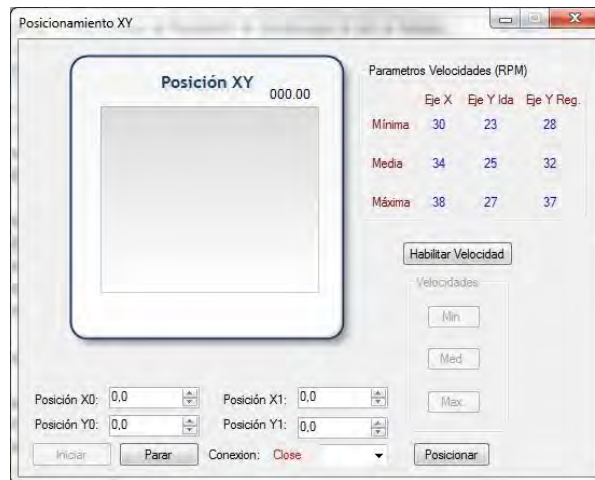 Posicionamiento XY
Posición XY
000.00
Parametros Velocidades (RPM)
Eje X Eje Y Ida Eje Y Reg.
Mínima 30 23 28
Media 34 25 32
Máxima 38 27 37
Habilitar Velocidad
Velocidades
Min
Med
Max
Posición X0: 0,0 Posición X1: 0,0
Posición Y0: 0,0 Posición Y1: 0,0
Iniciar Parar Conexion: Close Posicionar